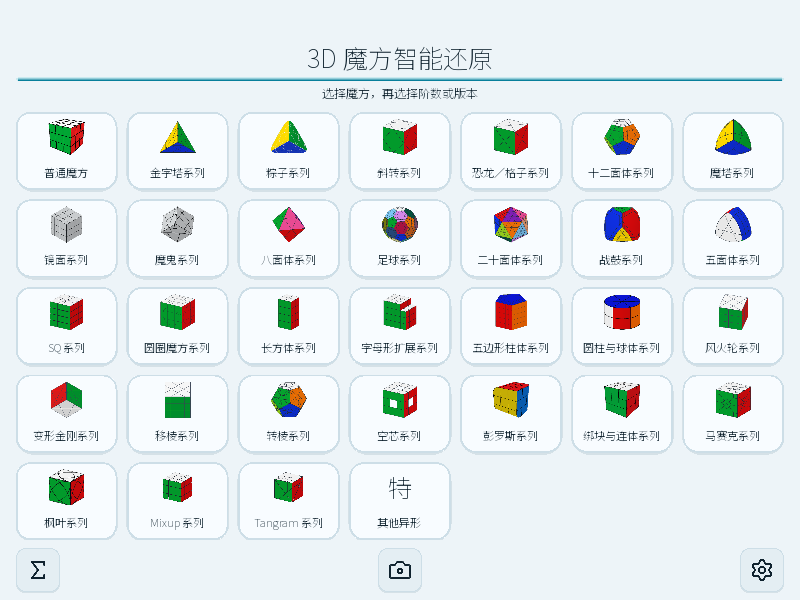 3D 魔方智能还原
选择魔方，再选择阶数或版本
普通魔方
金字塔系列
粽子系列
斜转系列
恐龙／格子系列
十二面体系列
魔塔系列
镜面系列
魔鬼系列
八面体系列
足球系列
二十面体系列
战鼓系列
五面体系列
SQ 系列
圆圈魔方系列
长方体系列
字母形扩展系列
五边形柱体系列
圆柱与球体系列
风火轮系列
变形金刚系列
移棱系列
转棱系列
空芯系列
彭罗斯系列
绑块与连体系列
马赛克系列
枫叶系列
Mixup 系列
Tangram 系列
特
其他异形
Σ